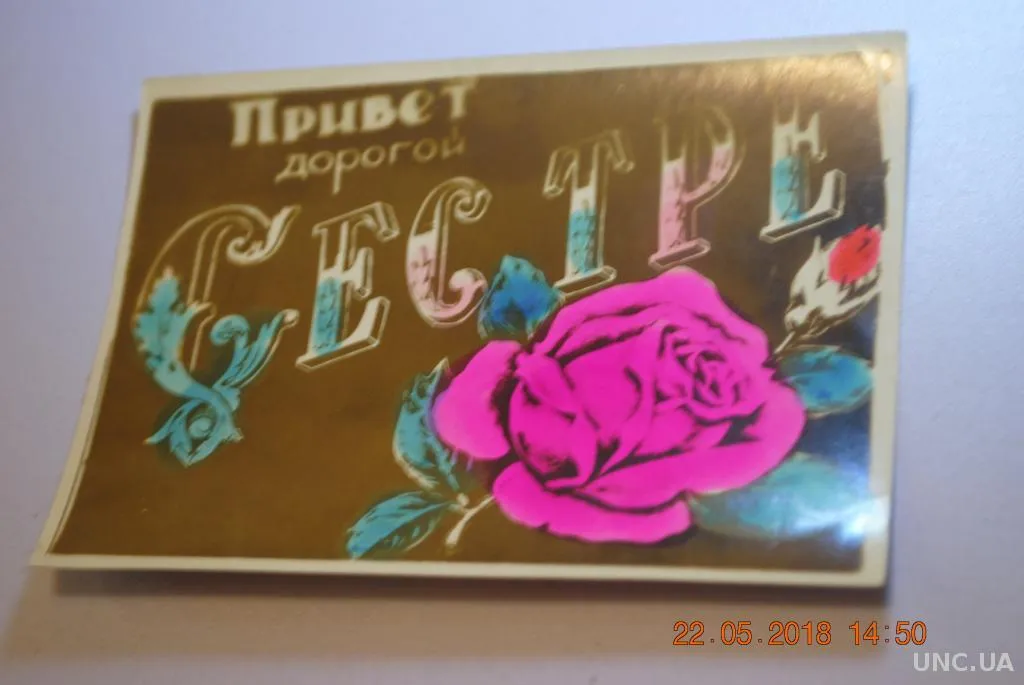 Привет
дорогой
СЕСТРЕ
22.05.2018 14:50
UNC.UA